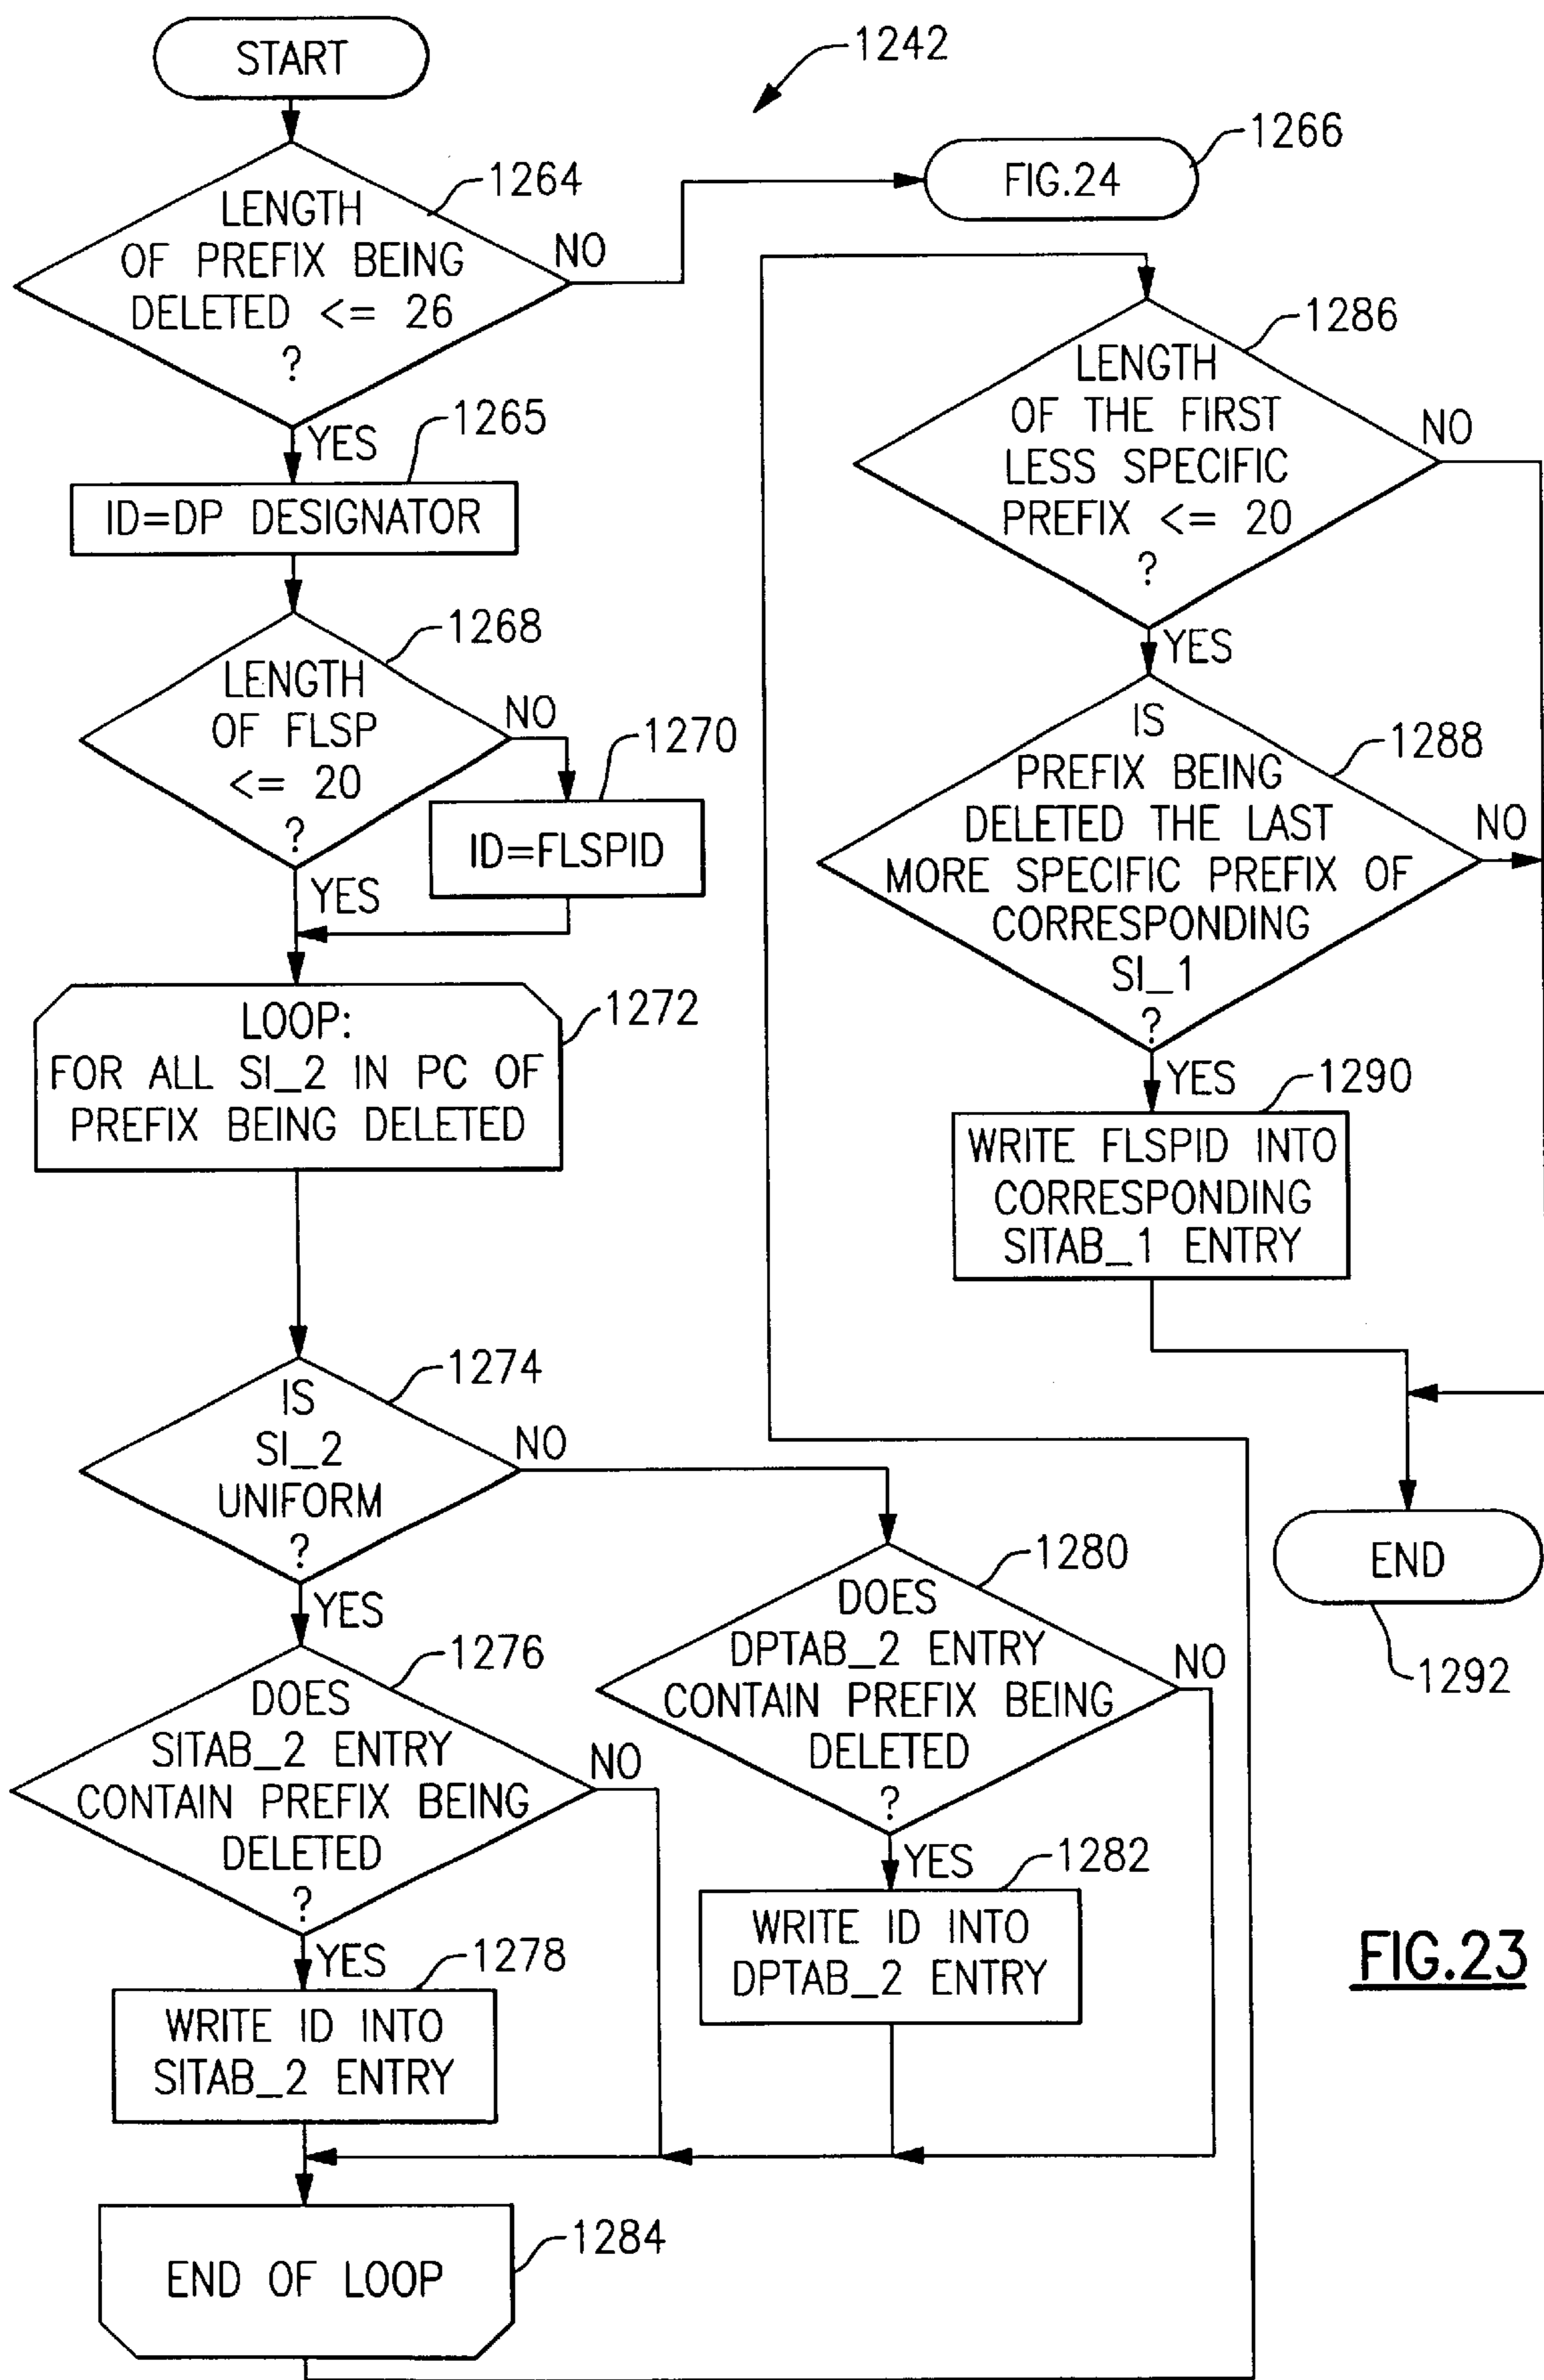 START
1242
1264
LENGTH
OF PREFIX BEING
DELETED <= 26
?
NO
FIG.24
1266
YES
1265
ID=DP DESIGNATOR
1268
LENGTH
OF FLSP
<= 20
?
NO
1270
ID=FLSPID
YES
1272
LOOP:
FOR ALL SI_2 IN PC OF
PREFIX BEING DELETED
1274
IS
SI_2
UNIFORM
?
NO
YES
1276
DOES
SITAB_2 ENTRY
CONTAIN PREFIX BEING
DELETED
?
NO
YES
1278
WRITE ID INTO
SITAB_2 ENTRY
1280
DOES
DPTAB_2 ENTRY
CONTAIN PREFIX BEING
DELETED
?
NO
YES
1282
WRITE ID INTO
DPTAB_2 ENTRY
1284
END OF LOOP
1286
LENGTH
OF THE FIRST
LESS SPECIFIC
PREFIX <= 20
?
NO
YES
1288
IS
PREFIX BEING
DELETED THE LAST
MORE SPECIFIC PREFIX OF
CORRESPONDING
SI_1
?
NO
YES
1290
WRITE FLSPID INTO
CORRESPONDING
SITAB_1 ENTRY
END
1292
FIG.23